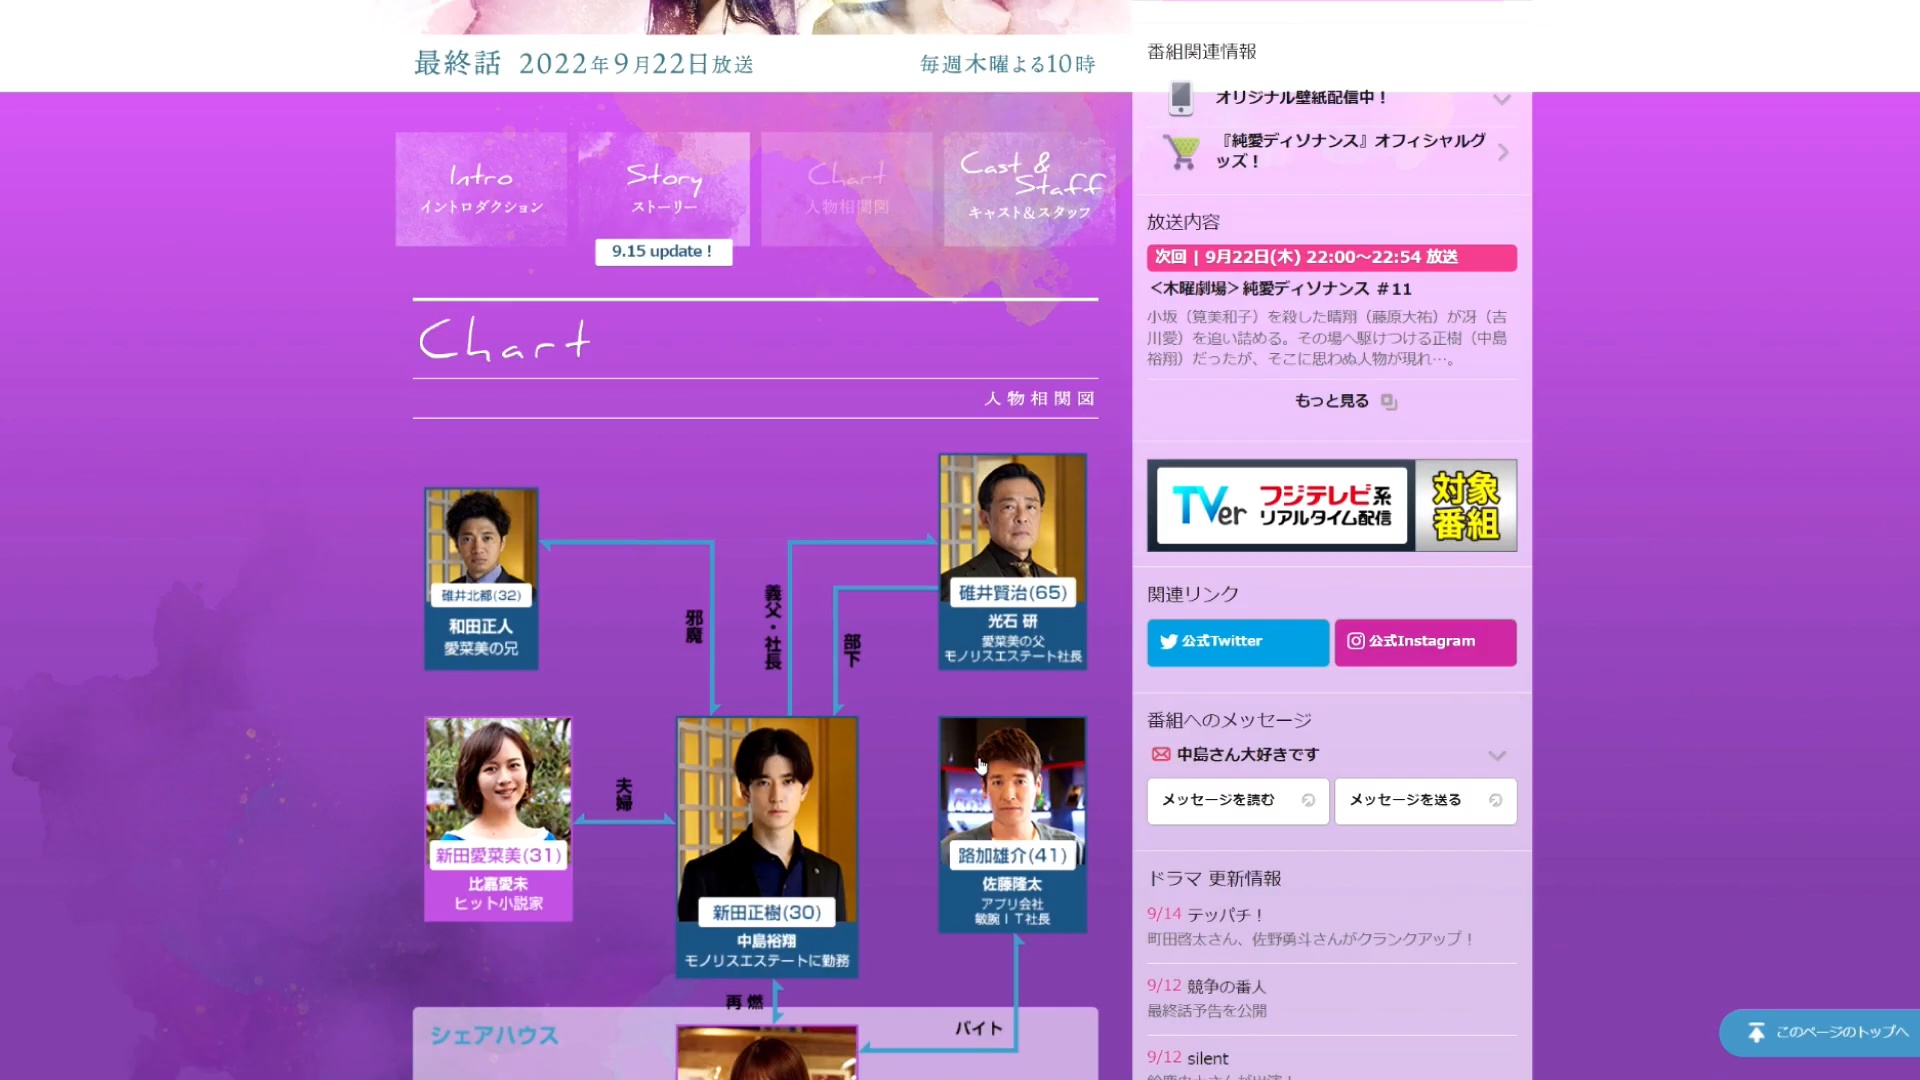 最終話 2022年9月22日放送
毎週木曜よる10時
Intro
イントロダクション
Story
ストーリー
9.15 update !
Chart
人物相関図
Cast & Staff
キャスト&スタッフ
Chart
人物相関図
碓井北都(32)
和田正人
愛菜美の兄
邪魔
義父・社長
部下
碓井賢治(65)
光石 研
愛菜美の父
モノリスエステート社長
新田愛菜美(31)
比嘉愛未
ヒット小説家
夫婦
新田正樹(30)
中島裕翔
モノリスエステートに勤務
路加雄介(41)
佐藤隆太
アプリ会社
敏腕IT社長
再燃
バイト
シェアハウス
番組関連情報
オリジナル壁紙配信中！
『純愛ディソナンス』オフィシャルグ
ッズ！
放送内容
次回 | 9月22日(木) 22:00～22:54 放送
＜木曜劇場＞純愛ディソナンス ＃11
小坂（筧美和子）を殺した晴翔（藤原大祐）が冴（吉
川愛）を追い詰める。その場へ駆けつける正樹（中島
裕翔）だったが、そこに思わぬ人物が現れ…。
もっと見る
TVer フジテレビ系 リアルタイム配信 対象番組
関連リンク
公式Twitter
公式Instagram
番組へのメッセージ
中島さん大好きです
メッセージを読む
メッセージを送る
ドラマ 更新情報
9/14 テッパチ！
町田啓太さん、佐野勇斗さんがクランクアップ！
9/12 競争の番人
最終話予告を公開
9/12 silent
このページのトップへ